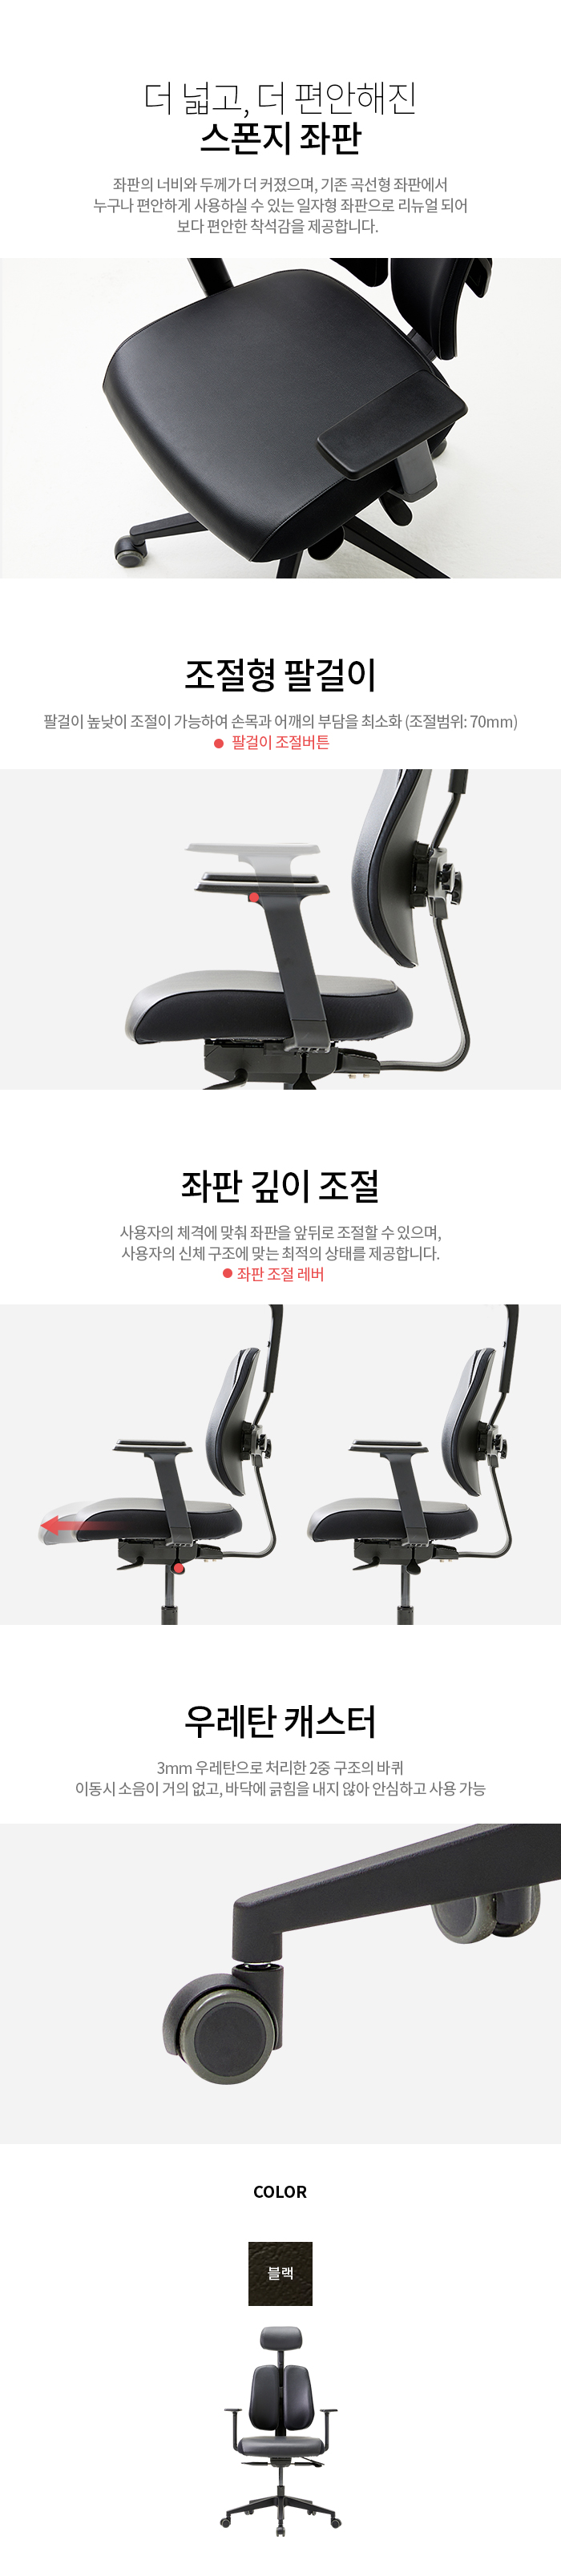 더 넓고, 더 편안해진
스폰지 좌판
좌판의 너비와 두께가 더 커졌으며, 기존 곡선형 좌판에서
누구나 편안하게 사용하실 수 있는 일자형 좌판으로 리뉴얼 되어
보다 편안한 착석감을 제공합니다.
조절형 팔걸이
팔걸이 높낮이 조절이 가능하여 손목과 어깨의 부담을 최소화 (조절범위: 70mm)
팔걸이 조절버튼
좌판 깊이 조절
사용자의 체격에 맞춰 좌판을 앞뒤로 조절할 수 있으며,
사용자의 신체 구조에 맞는 최적의 상태를 제공합니다.
좌판 조절 레버
우레탄 캐스터
3mm 우레탄으로 처리한 2중 구조의 바퀴
이동시 소음이 거의 없고, 바닥에 긁힘을 내지 않아 안심하고 사용 가능
COLOR
블랙